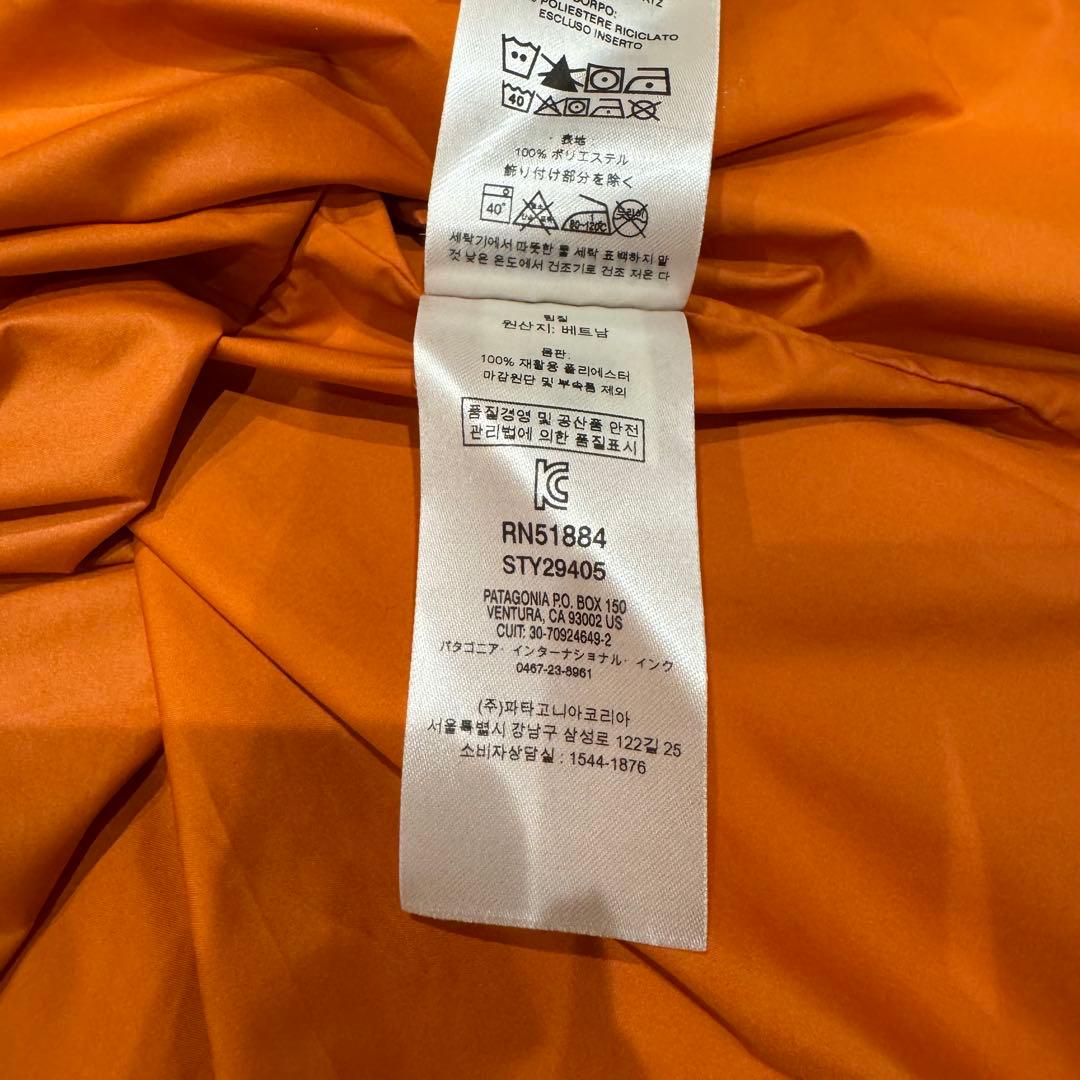 CORPO:
POLIESTERE RICICLATO
ESCLUSO INSERTO
40
表地:
100% ポリエステル
飾り付け部分を除く
40°
80~120℃
세탁기에서 따뜻한 물 세탁 표백하지 말
것 낮은 온도에서 건조기로 건조 저온 다
원산지: 베트남
몸판:
100% 재활용 폴리에스터
마감원단 및 부속품 제외
품질경영 및 공산품 안전
관리법에 의한 품질표시
RN51884
STY29405
PATAGONIA P.O. BOX 150
VENTURA, CA 93002 US
CUIT: 30-70924649-2
パタゴニア・インターナショナル・インク
0467-23-8961
(주)파타고니아코리아
서울특별시 강남구 삼성로 122길 25
소비자상담실 : 1544-1876